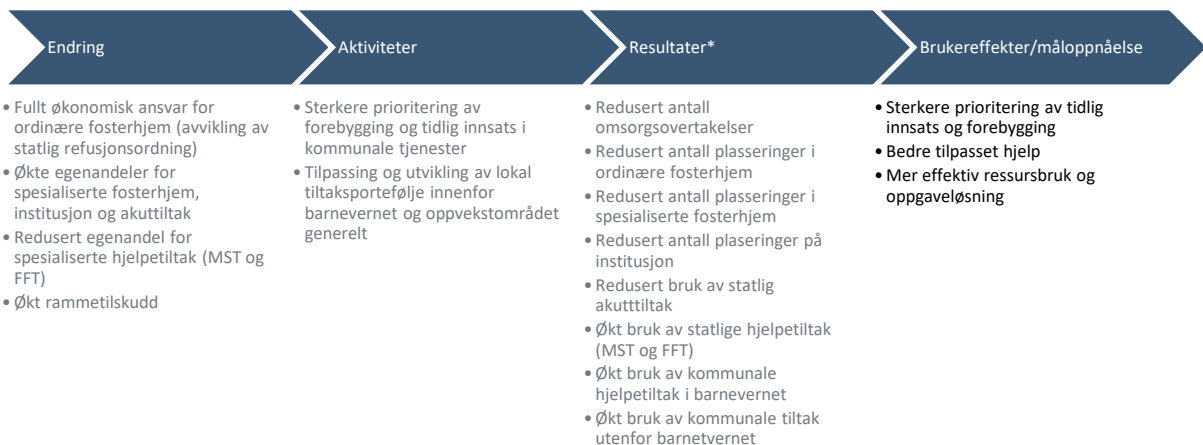 Endring
• Fullt økonomisk ansvar for
ordinære fosterhjem (avvikling av
statlig refusjonsordning)
• Økte egenandeler for
spesialiserte fosterhjem,
institusjon og akuttiltak
• Redusert egenandel for
spesialiserte hjelpetiltak (MST og
FFT)
• Økt rammetilskudd
Aktiviteter
• Sterkere prioritering av
forebygging og tidlig innsats i
kommunale tjenester
• Tilpassing og utvikling av lokal
tiltaksportefølje innenfor
barnevernet og oppvekstområdet
generelt
Resultater*
• Redusert antall
omsorgsovertakelser
• Redusert antall plasseringer i
ordinære fosterhjem
• Redusert antall plasseringer i
spesialiserte fosterhjem
• Redusert antall plaseringer på
institusjon
• Redusert bruk av statlig
akutttiltak
• Økt bruk av statlige hjelpetiltak
(MST og FFT)
• Økt bruk av kommunale
hjelpetiltak i barnevernet
• Økt bruk av kommunale tiltak
utenfor barnetvernet
Brukereffekter/måloppnåelse
• Sterkere prioritering av tidlig
innsats og forebygging
• Bedre tilpasset hjelp
• Mer effektiv ressursbruk og
oppgaveløsning